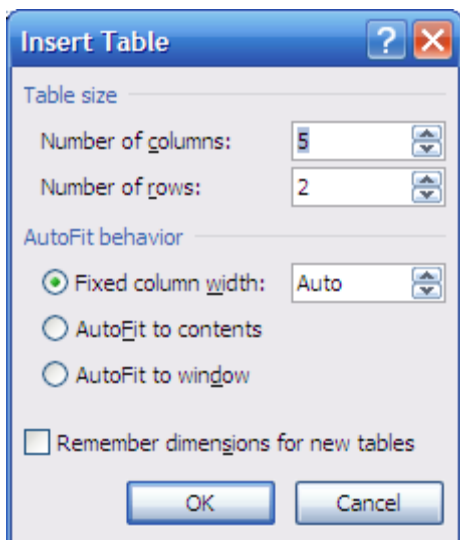 Insert Table ?
Table size
Number of columns: 5
Number of rows: 2
AutoFit behavior
Fixed column width: Auto
AutoFit to contents
AutoFit to window
Remember dimensions for new tables
OK Cancel